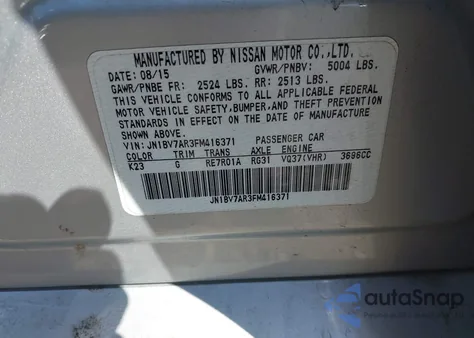 MANUFACTURED BY NISSAN MOTOR CO.,LTD.
DATE: 08/15 GVWR/PNBV: 5004 LBS.
GAWR/PNBE FR: 2524 LBS. RR: 2513 LBS.
THIS VEHICLE CONFORMS TO ALL APPLICABLE FEDERAL
MOTOR VEHICLE SAFETY, BUMPER, AND THEFT PREVENTION
STANDARDS IN EFFECT ON THE DATE OF MANUFACTURE
SHOWN ABOVE.
VIN: JN1BV7AR3FM416371 PASSENGER CAR
COLOR TRIM TRANS AXLE ENGINE
K23 G RE7R01A RG31 VQ37(VHR) 3696CC
JN1BV7AR3FM416371
autoSnap